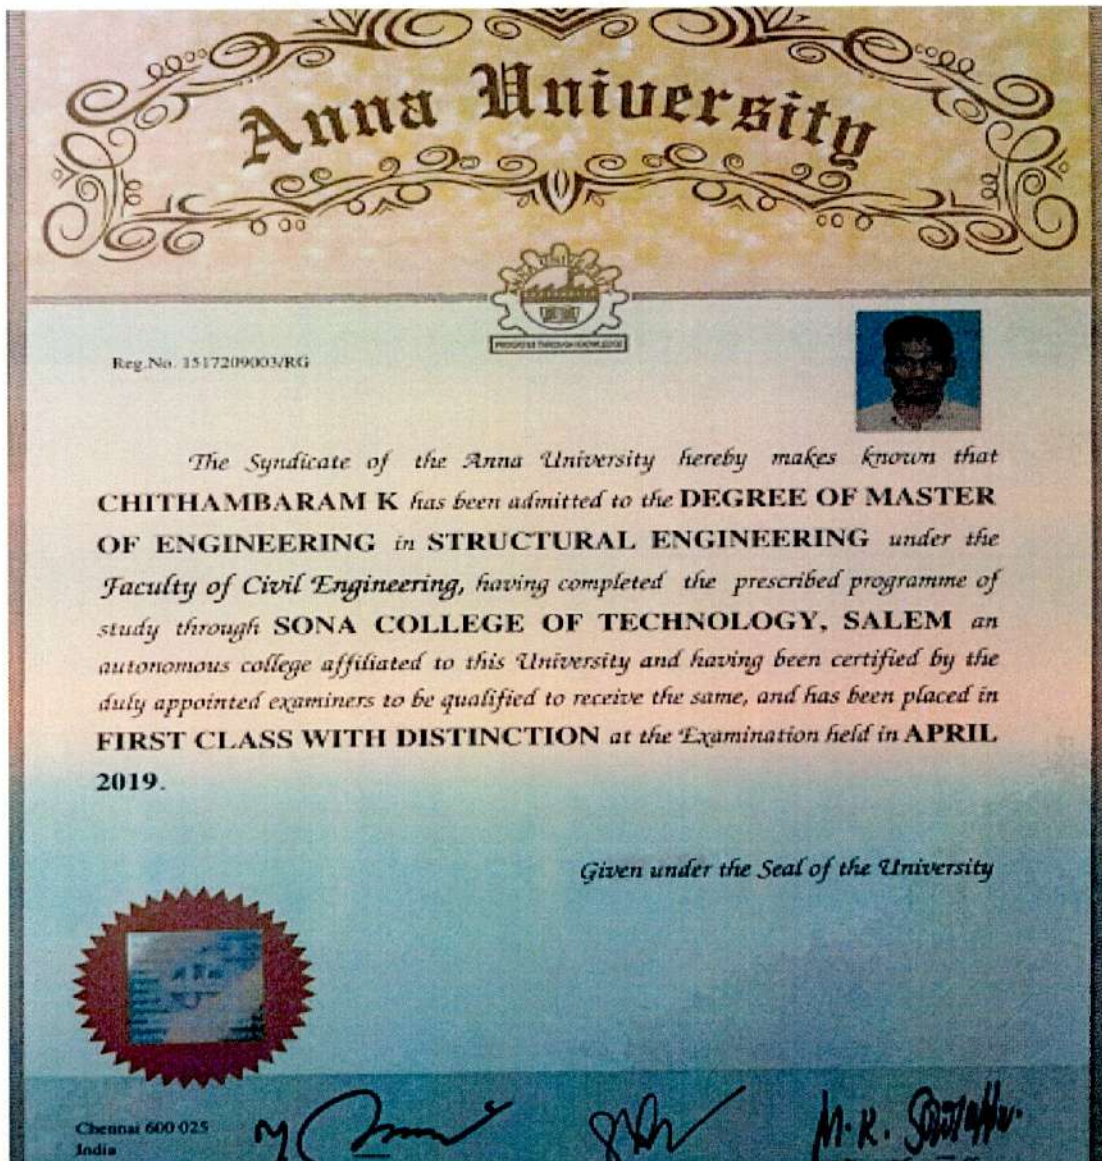 Anna University
ANNA UNIVERSITY
PROGRESS THROUGH KNOWLEDGE
Reg.No. 1517209003/RG
The Syndicate of the Anna University hereby makes known that
CHITHAMBARAM K has been admitted to the DEGREE OF MASTER
OF ENGINEERING in STRUCTURAL ENGINEERING under the
Faculty of Civil Engineering, having completed the prescribed programme of
study through SONA COLLEGE OF TECHNOLOGY, SALEM an
autonomous college affiliated to this University and having been certified by the
duly appointed examiners to be qualified to receive the same, and has been placed in
FIRST CLASS WITH DISTINCTION at the Examination held in APRIL
2019.
Given under the Seal of the University
Chennai 600 025
India
M.K.